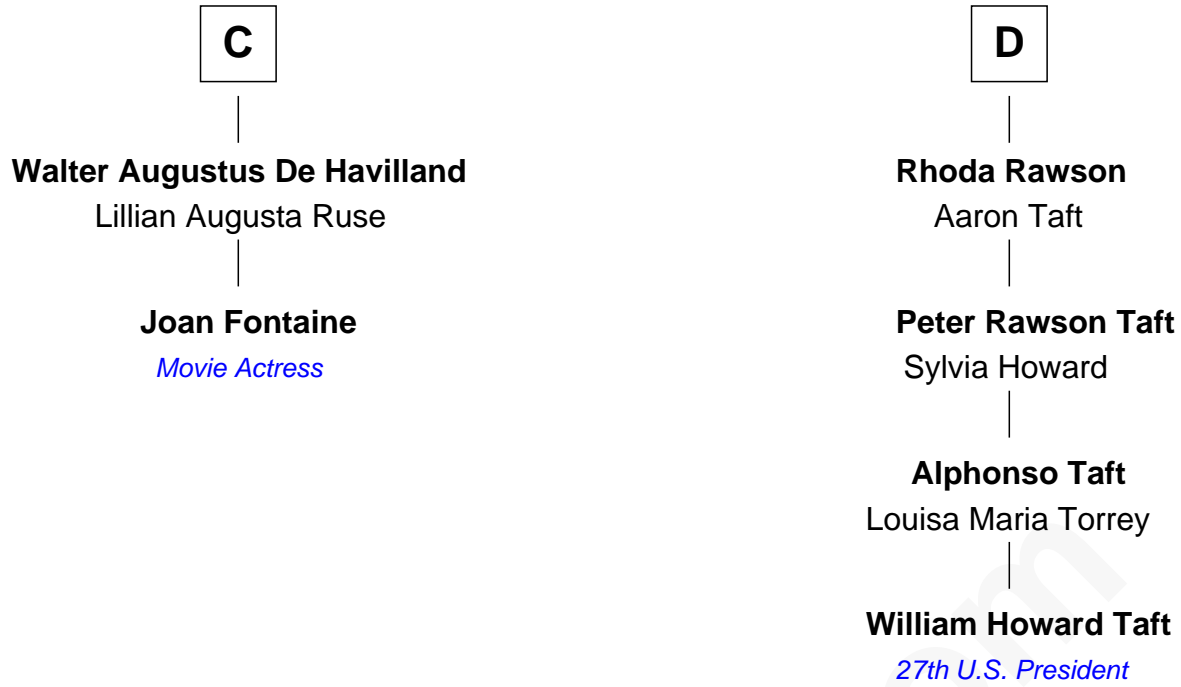 C
Walter Augustus De Havilland
Lillian Augusta Ruse
Joan Fontaine
Movie Actress
D
Rhoda Rawson
Aaron Taft
Peter Rawson Taft
Sylvia Howard
Alphonso Taft
Louisa Maria Torrey
William Howard Taft
27th U.S. President